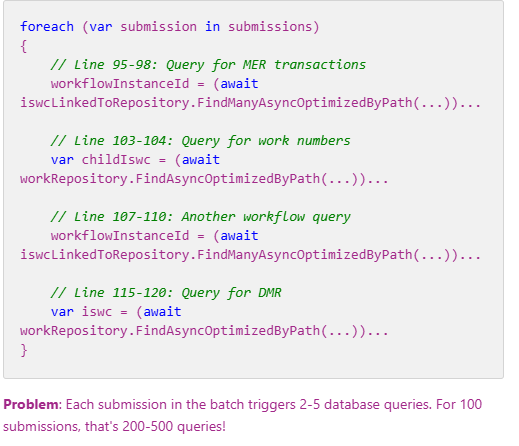 foreach (var submission in submissions)
{
    // Line 95-98: Query for MER transactions
    workflowInstanceId = (await
iswcLinkedToRepository.FindManyAsyncOptimizedByPath(...))...
    // Line 103-104: Query for work numbers
    var childIswc = (await
workRepository.FindAsyncOptimizedByPath(...))...
    // Line 107-110: Another workflow query
    workflowInstanceId = (await
iswcLinkedToRepository.FindManyAsyncOptimizedByPath(...))...
    // Line 115-120: Query for DMR
    var iswc = (await
workRepository.FindAsyncOptimizedByPath(...))...
}
Problem: Each submission in the batch triggers 2-5 database queries. For 100
submissions, that's 200-500 queries!